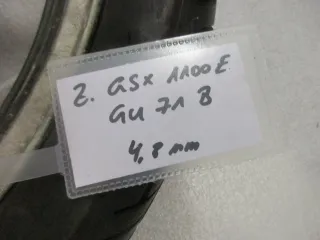 Z. GSX 1100 E
GU 71 B
4,8 mm